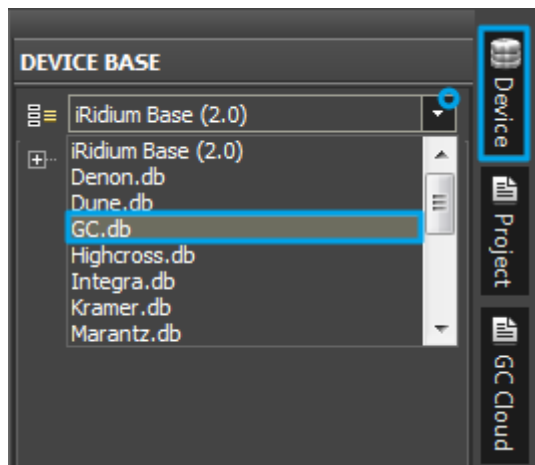 DEVICE BASE
iRidium Base (2.0)
iRidium Base (2.0)
Denon.db
Dune.db
GC.db
Highcross.db
Integra.db
Kramer.db
Marantz.db
Device
Project
GC Cloud